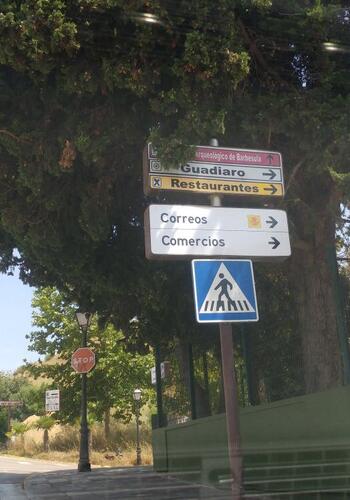 arqueológico de Barbesula
Guadiaro
Restaurantes
Correos
Comercios
STOP